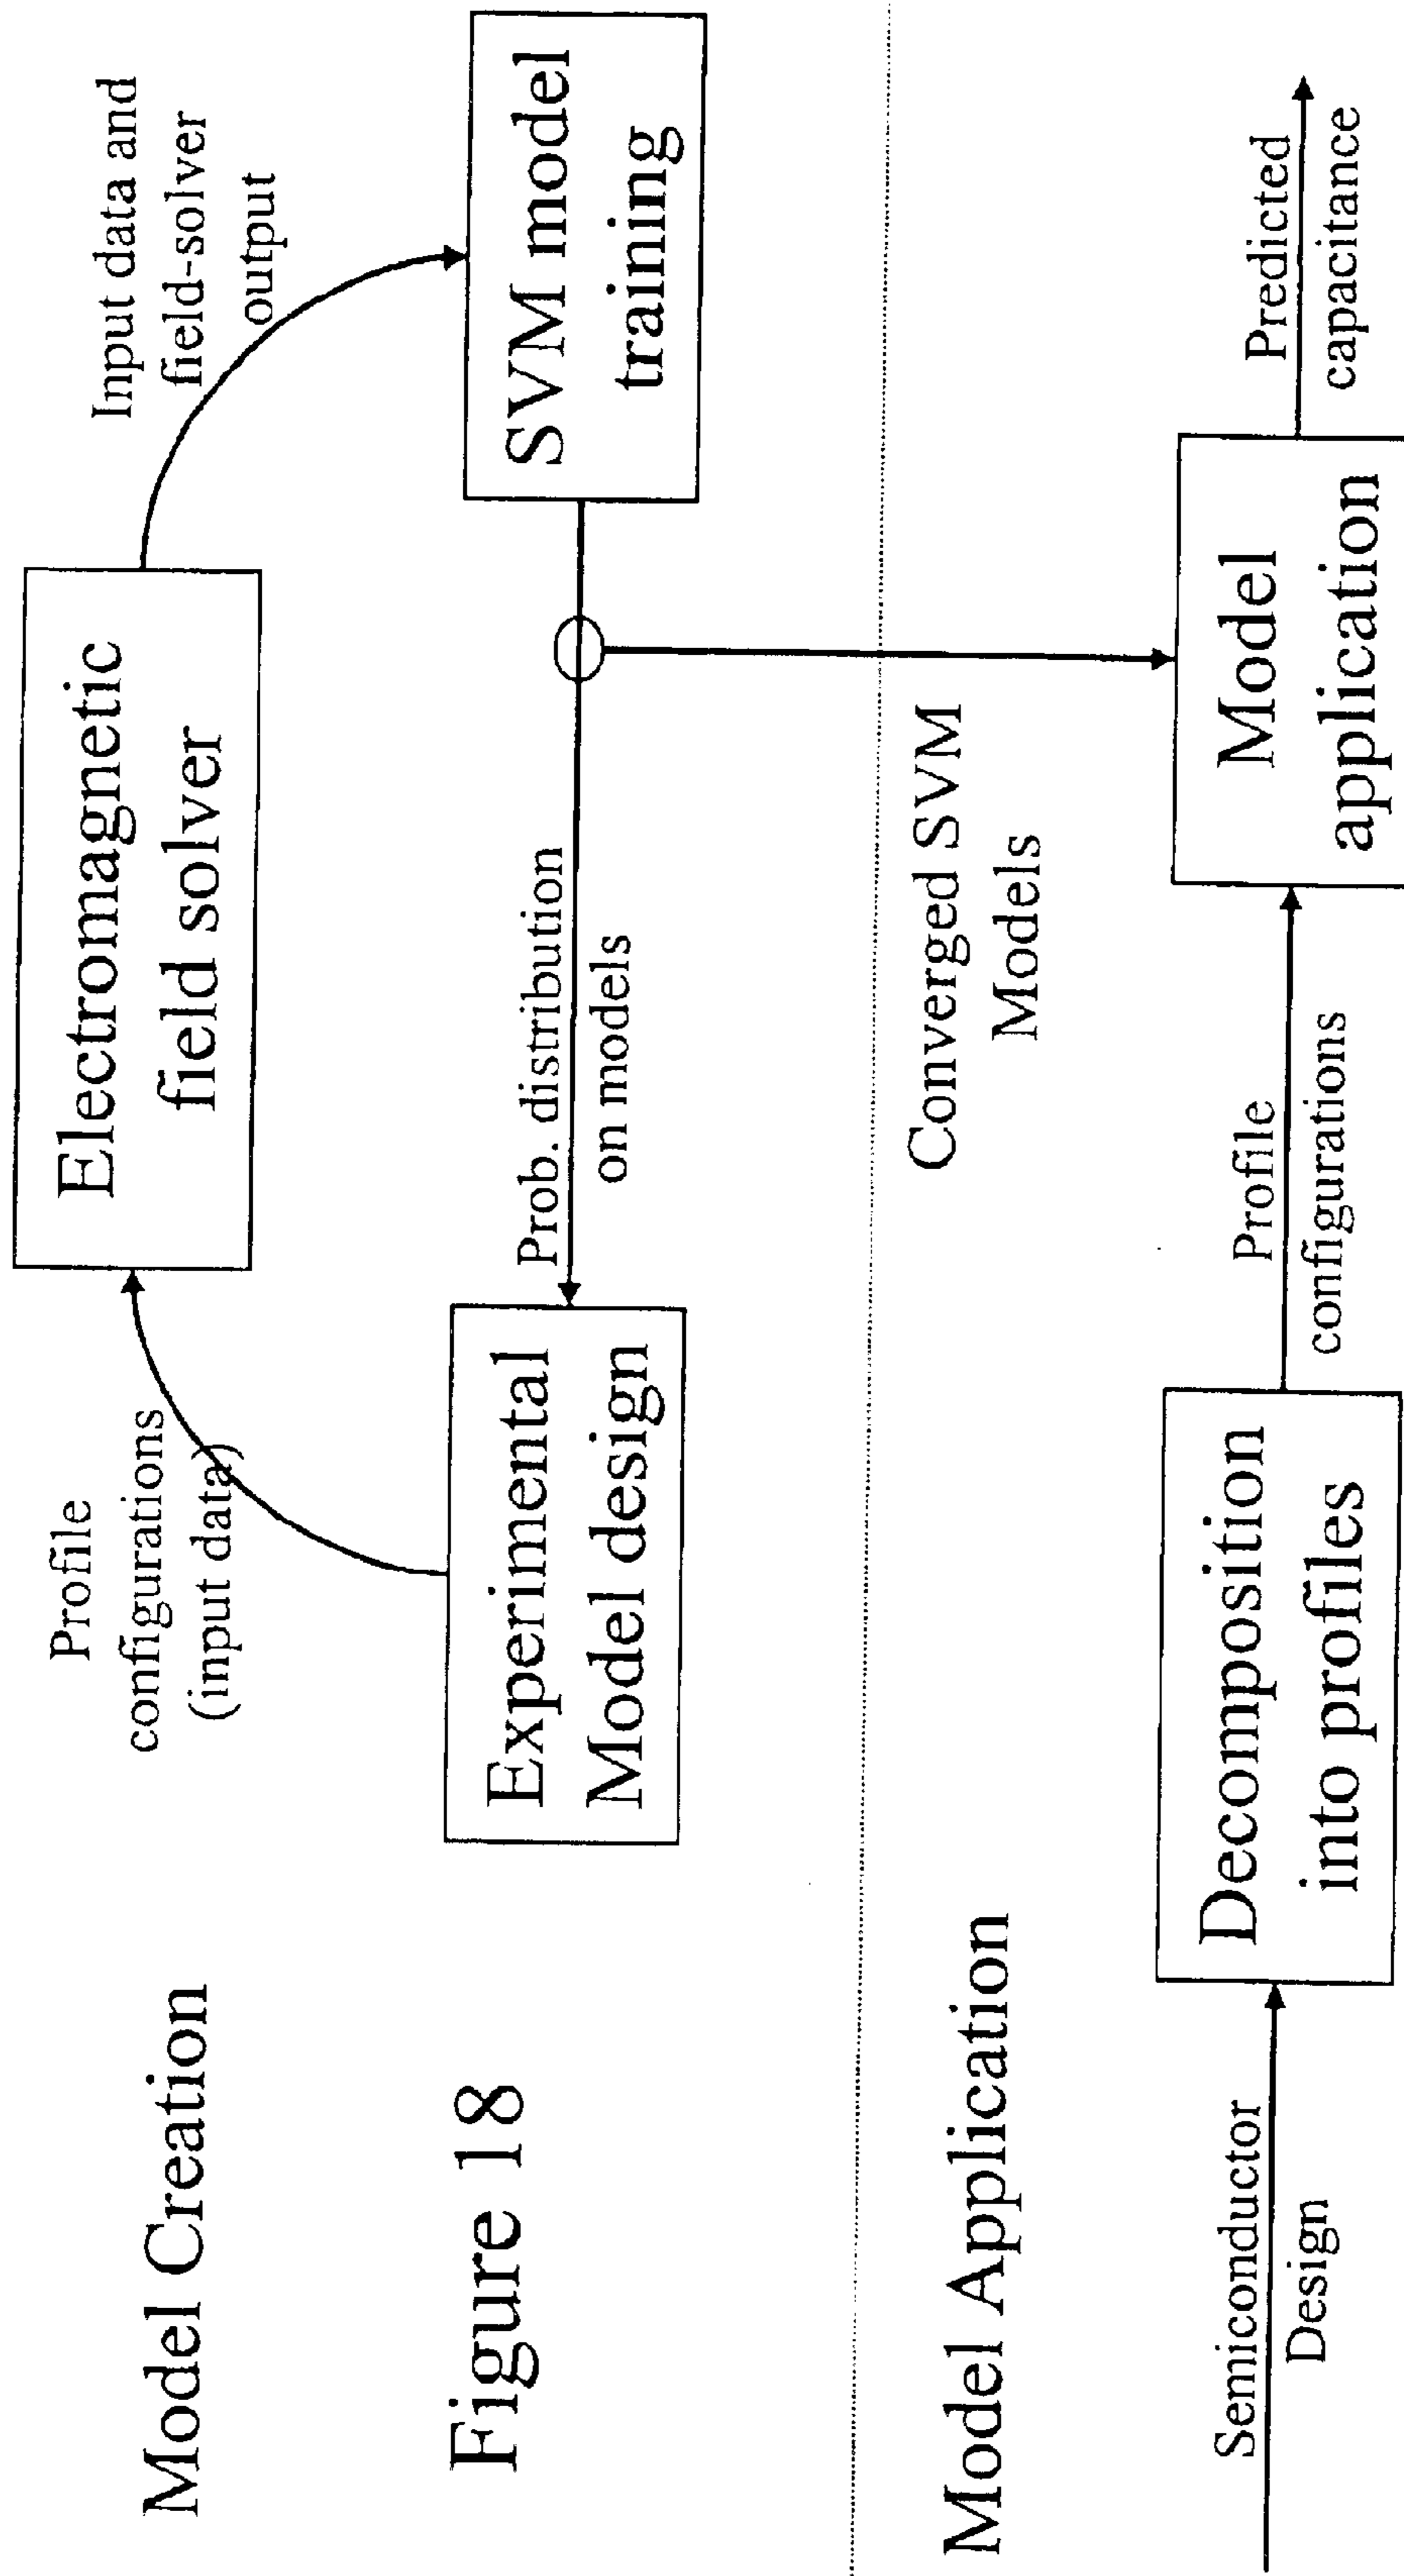 Model Creation
Figure 18
Profile
configurations
(input data)
Electromagnetic
field solver
Input data and
field-solver
output
Experimental
Model design
Prob. distribution
on models
SVM model
training
Converged SVM
Models
Model Application
Semiconductor
Design
Decomposition
into profiles
Profile
configurations
Model
application
Predicted
capacitance